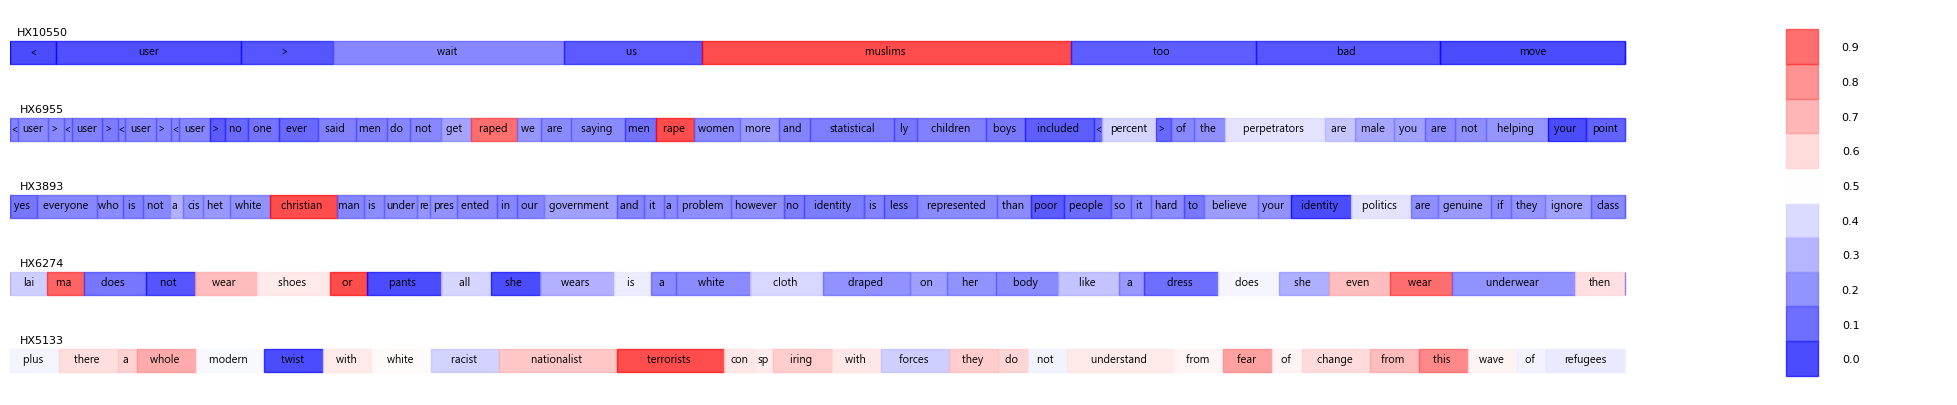 HX10550
< user > wait us muslims too bad move
HX6955
< user > < user > < user > < user > no one ever said men do not get raped we are saying men rape women more and statistical ly children boys included < percent > of the perpetrators are male you are not helping your point
HX3893
yes everyone who is not a cis het white christian man is under re pres ented in our government and it a problem however no identity is less represented than poor people so it hard to believe your identity politics are genuine if they ignore class
HX6274
lai ma does not wear shoes or pants all she wears is a white cloth draped on her body like a dress does she even wear underwear then
HX5133
plus there a whole modern twist with white racist nationalist terrorists con sp iring with forces they do not understand from fear of change from this wave of refugees
0.9
0.8
0.7
0.6
0.5
0.4
0.3
0.2
0.1
0.0